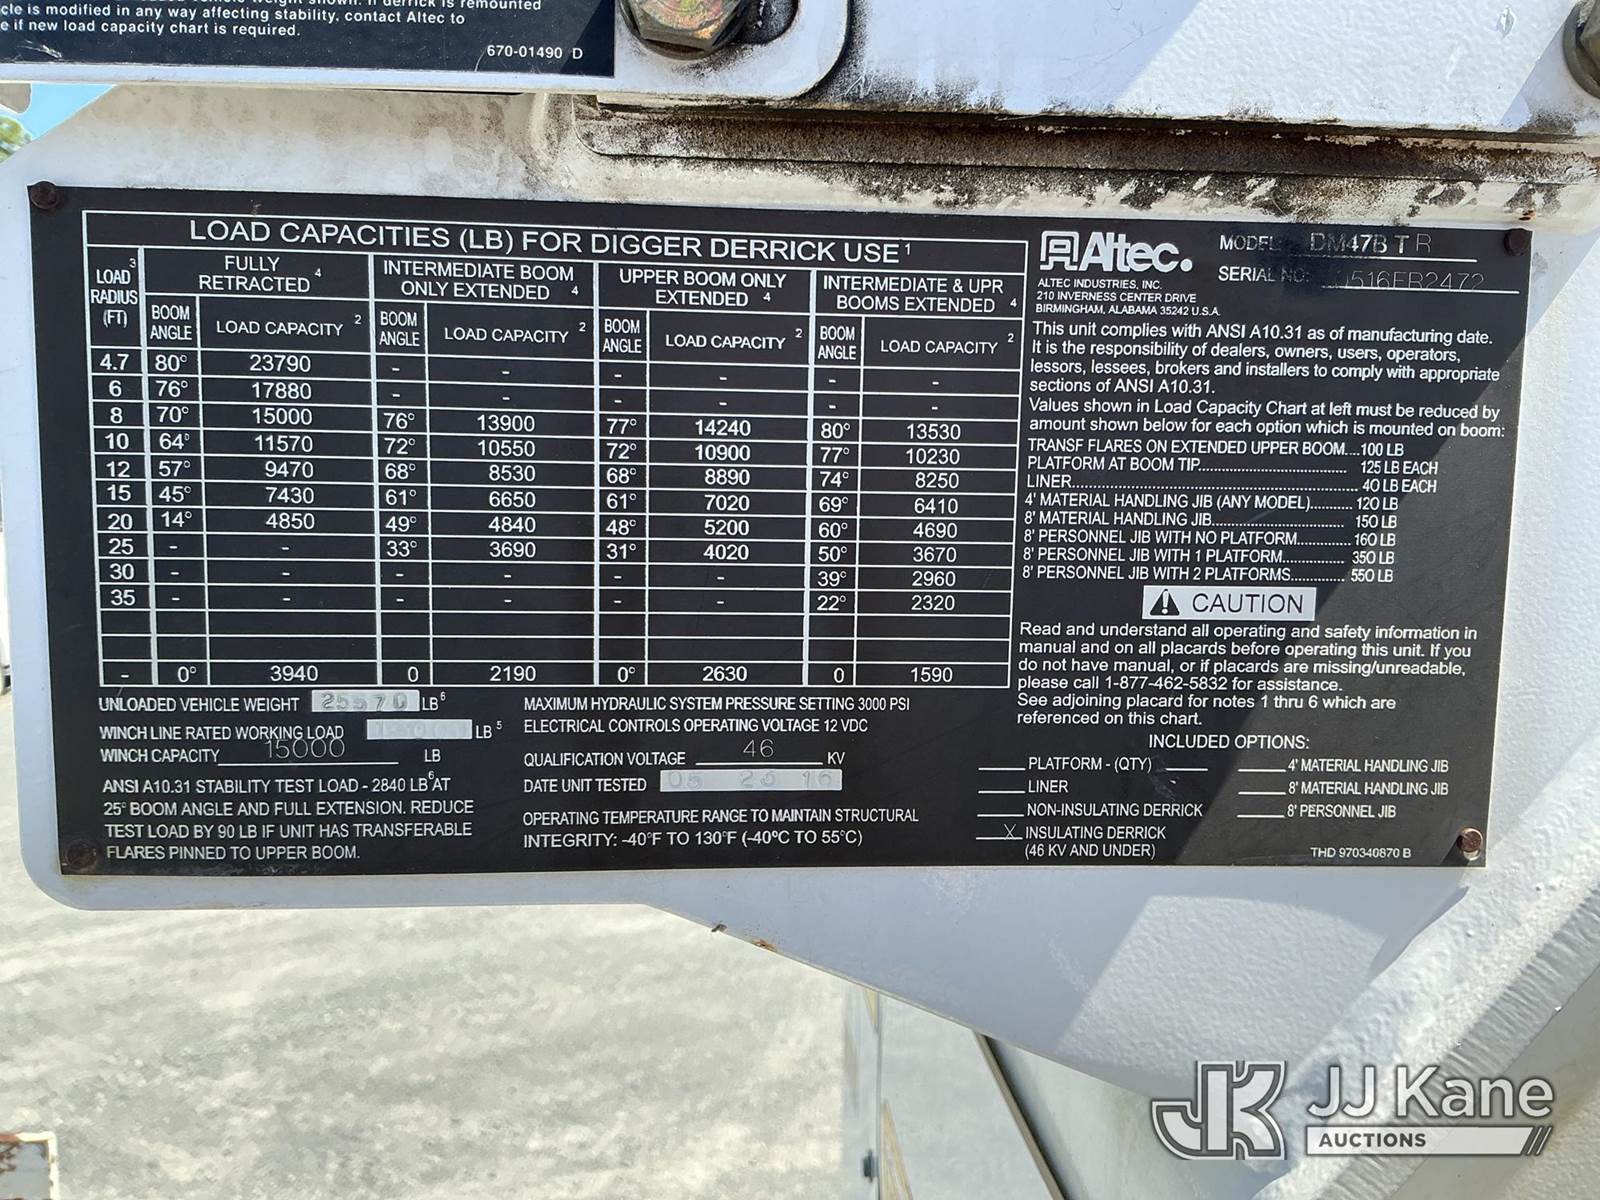 cle is modified in any way affecting stability, contact Altec to
e if new load capacity chart is required.
670-01490 D
LOAD CAPACITIES (LB) FOR DIGGER DERRICK USE 1
LOAD 3 RADIUS (FT) FULLY RETRACTED 4 INTERMEDIATE BOOM ONLY EXTENDED 4 UPPER BOOM ONLY EXTENDED 4 INTERMEDIATE & UPR BOOMS EXTENDED 4
BOOM ANGLE LOAD CAPACITY 2 BOOM ANGLE LOAD CAPACITY 2 BOOM ANGLE LOAD CAPACITY 2 BOOM ANGLE LOAD CAPACITY 2
4.7 80° 23790 - - - - - -
6 76° 17880 - - - - - -
8 70° 15000 76° 13900 77° 14240 80° 13530
10 64° 11570 72° 10550 72° 10900 77° 10230
12 57° 9470 68° 8530 68° 8890 74° 8250
15 45° 7430 61° 6650 61° 7020 69° 6410
20 14° 4850 49° 4840 48° 5200 60° 4690
25 - - 33° 3690 31° 4020 50° 3670
30 - - - - - - 39° 2960
35 - - - - - - 22° 2320
- 0° 3940 0 2190 0° 2630 0 1590
UNLOADED VEHICLE WEIGHT 25570 LB 6
WINCH LINE RATED WORKING LOAD LB 5
WINCH CAPACITY 15000 LB
ANSI A10.31 STABILITY TEST LOAD - 2840 LB 6 AT
25° BOOM ANGLE AND FULL EXTENSION. REDUCE
TEST LOAD BY 90 LB IF UNIT HAS TRANSFERABLE
FLARES PINNED TO UPPER BOOM.
MAXIMUM HYDRAULIC SYSTEM PRESSURE SETTING 3000 PSI
ELECTRICAL CONTROLS OPERATING VOLTAGE 12 VDC
QUALIFICATION VOLTAGE 46 KV
DATE UNIT TESTED 16
OPERATING TEMPERATURE RANGE TO MAINTAIN STRUCTURAL
INTEGRITY: -40°F TO 130°F (-40°C TO 55°C)
Altec.
MODEL DM47B TR
SERIAL NO: 0516FR2472
ALTEC INDUSTRIES, INC.
210 INVERNESS CENTER DRIVE
BIRMINGHAM, ALABAMA 35242 U.S.A.
This unit complies with ANSI A10.31 as of manufacturing date.
It is the responsibility of dealers, owners, users, operators,
lessors, lessees, brokers and installers to comply with appropriate
sections of ANSI A10.31.
Values shown in Load Capacity Chart at left must be reduced by
amount shown below for each option which is mounted on boom:
TRANSF FLARES ON EXTENDED UPPER BOOM....100 LB
PLATFORM AT BOOM TIP.................................. 125 LB EACH
LINER................................................................. 40 LB EACH
4' MATERIAL HANDLING JIB (ANY MODEL).......... 120 LB
8' MATERIAL HANDLING JIB.............................. 150 LB
8' PERSONNEL JIB WITH NO PLATFORM............. 160 LB
8' PERSONNEL JIB WITH 1 PLATFORM............... 350 LB
8' PERSONNEL JIB WITH 2 PLATFORMS............. 550 LB
CAUTION
Read and understand all operating and safety information in
manual and on all placards before operating this unit. If you
do not have manual, or if placards are missing/unreadable,
please call 1-877-462-5832 for assistance.
See adjoining placard for notes 1 thru 6 which are
referenced on this chart.
INCLUDED OPTIONS:
PLATFORM - (QTY) ____ ____ 4' MATERIAL HANDLING JIB
LINER ____ 8' MATERIAL HANDLING JIB
NON-INSULATING DERRICK ____ 8' PERSONNEL JIB
X INSULATING DERRICK
(46 KV AND UNDER)
THD 970340870 B
JK JJ Kane
AUCTIONS